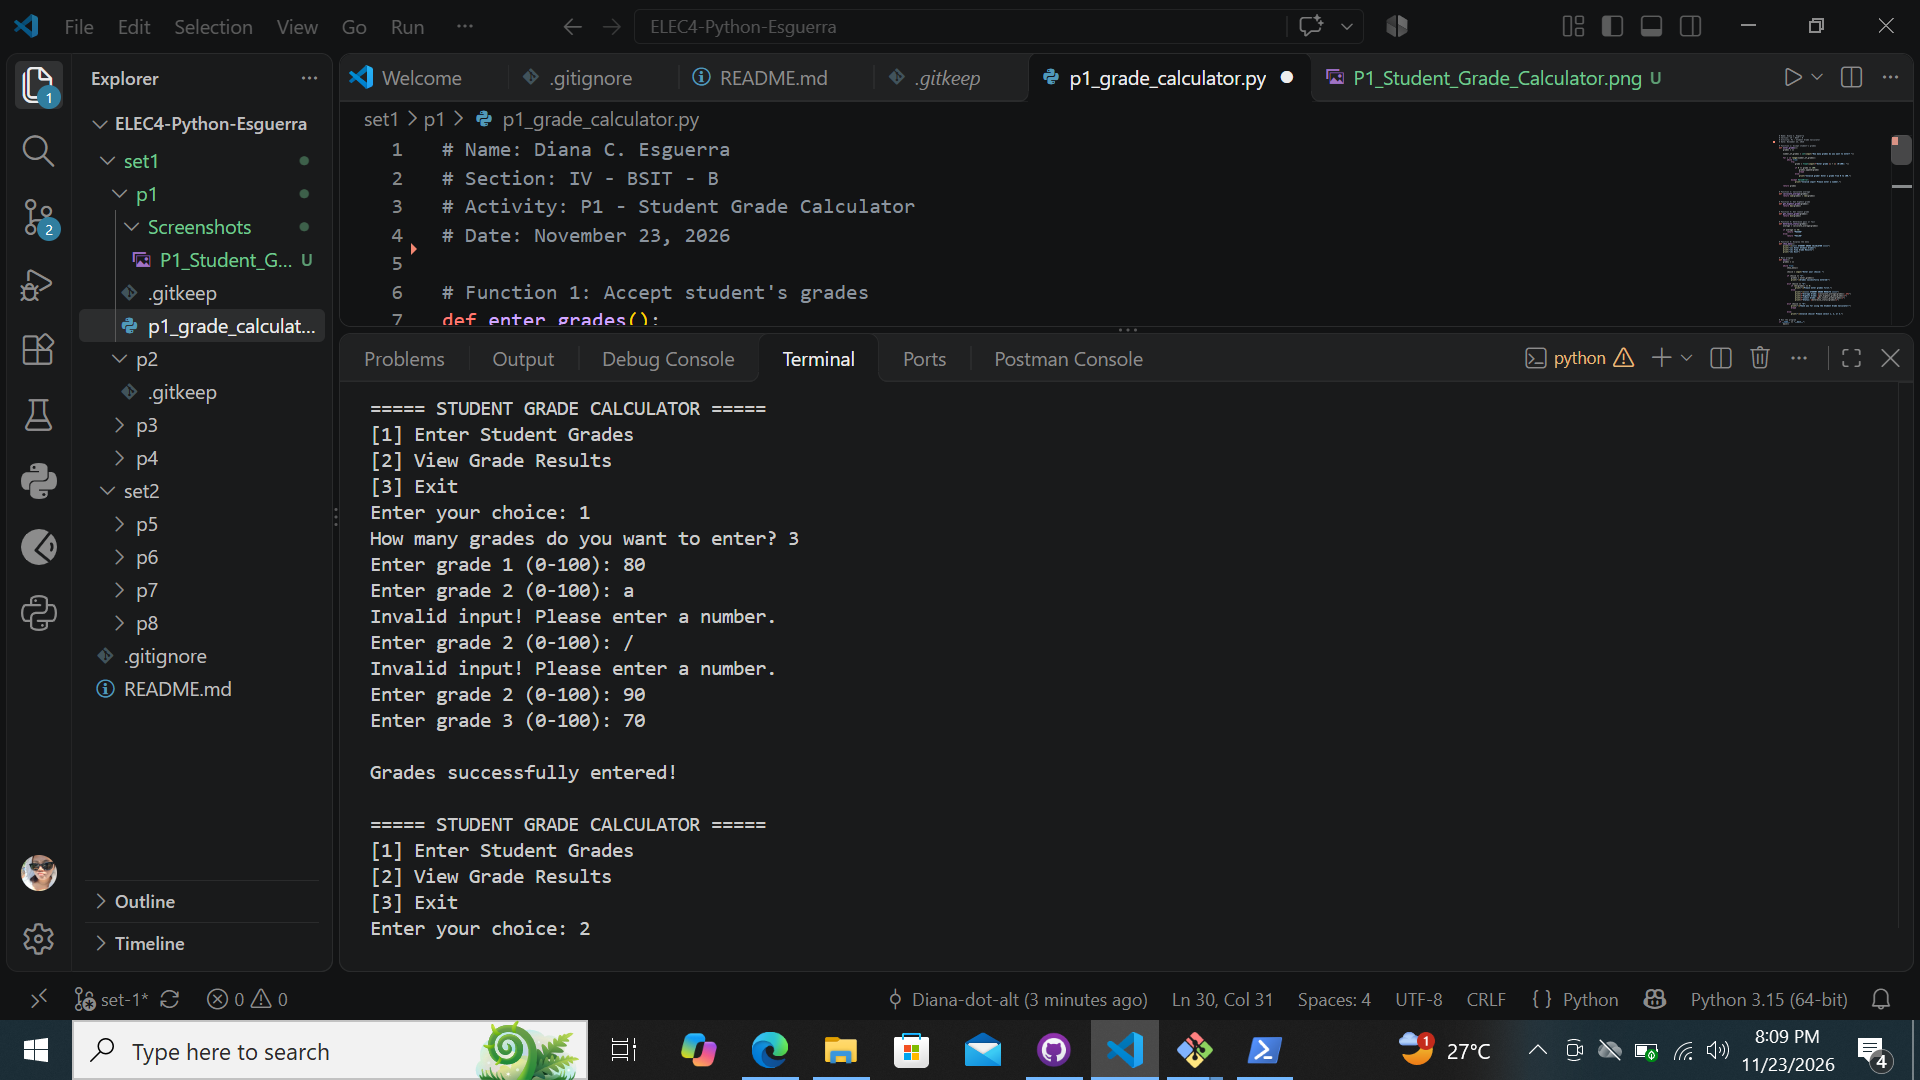 File Edit Selection View Go Run ELEC4-Python-Esguerra
Explorer
Welcome .gitignore README.md .gitkeep p1_grade_calculator.py P1_Student_Grade_Calculator.png U
1
2
ELEC4-Python-Esguerra
set1
p1
Screenshots
P1_Student_G... U
.gitkeep
p1_grade_calculat...
p2
.gitkeep
p3
p4
set2
p5
p6
p7
p8
.gitignore
README.md
Outline
Timeline
set1 > p1 > p1_grade_calculator.py
1 # Name: Diana C. Esguerra
2 # Section: IV - BSIT - B
3 # Activity: P1 - Student Grade Calculator
4 # Date: November 23, 2026
5
6 # Function 1: Accept student's grades
7 def enter_grades():
Problems Output Debug Console Terminal Ports Postman Console python
===== STUDENT GRADE CALCULATOR =====
[1] Enter Student Grades
[2] View Grade Results
[3] Exit
Enter your choice: 1
How many grades do you want to enter? 3
Enter grade 1 (0-100): 80
Enter grade 2 (0-100): a
Invalid input! Please enter a number.
Enter grade 2 (0-100): /
Invalid input! Please enter a number.
Enter grade 2 (0-100): 90
Enter grade 3 (0-100): 70
Grades successfully entered!
===== STUDENT GRADE CALCULATOR =====
[1] Enter Student Grades
[2] View Grade Results
[3] Exit
Enter your choice: 2
set-1* 0 0 Diana-dot-alt (3 minutes ago) Ln 30, Col 31 Spaces: 4 UTF-8 CRLF { } Python Python 3.15 (64-bit)
Type here to search 1 27°C 8:09 PM
11/23/2026 4